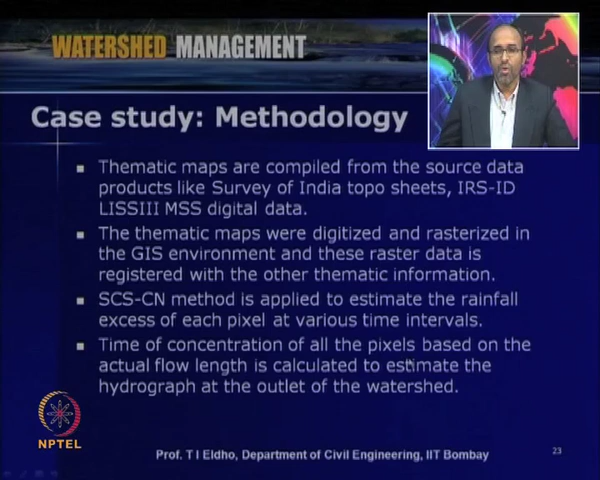 WATERSHED MANAGEMENT
Case study: Methodology
Thematic maps are compiled from the source data
products like Survey of India topo sheets, IRS-ID
LISSIII MSS digital data.
The thematic maps were digitized and rasterized in
the GIS environment and these raster data is
registered with the other thematic information.
SCS-CN method is applied to estimate the rainfall
excess of each pixel at various time intervals.
Time of concentration of all the pixels based on the
actual flow length is calculated to estimate the
hydrograph at the outlet of the watershed.
NPTEL
Prof. T I Eldho, Department of Civil Engineering, IIT Bombay
23